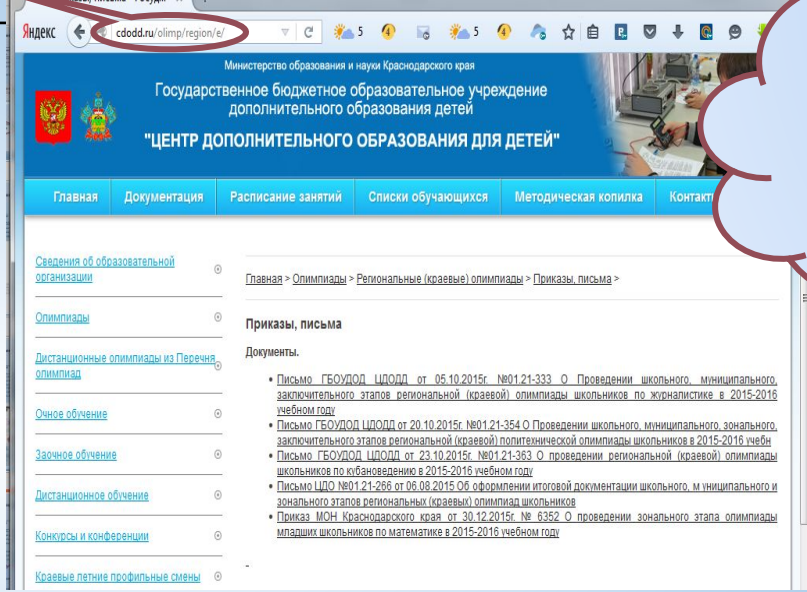 Яндекс
cdodd.ru/olimp/region/e/
5
4
5
4
Министерство образования и науки Краснодарского края
Государственное бюджетное образовательное учреждение
дополнительного образования детей
"ЦЕНТР ДОПОЛНИТЕЛЬНОГО ОБРАЗОВАНИЯ ДЛЯ ДЕТЕЙ"
Главная Документация Расписание занятий Списки обучающихся Методическая копилка
Сведения об образовательной
организации
Олимпиады
Дистанционные олимпиады из Перечня
олимпиад
Очное обучение
Заочное обучение
Дистанционное обучение
Конкурсы и конференции
Краевые летние профильные смены
Главная > Олимпиады > Региональные (краевые) олимпиады > Приказы, письма >
Приказы, письма
Документы.
• Письмо ГБОУДОД ЦДОДД от 05.10.2015г. №01.21-333 О Проведении школьного, муниципального,
заключительного этапов региональной (краевой) олимпиады школьников по журналистике в 2015-2016
учебном году
• Письмо ГБОУДОД ЦДОДД от 20.10.2015г. №01.21-354 О Проведении школьного, муниципального, зонального,
заключительного этапов региональной (краевой) политехнической олимпиады школьников в 2015-2016 учебн
• Письмо ГБОУДОД ЦДОДД от 23.10.2015г. №01.21-363 О проведении региональной (краевой) олимпиады
школьников по кубановедению в 2015-2016 учебном году
• Письмо ЦДО №01.21-266 от 06.08.2015 Об оформлении итоговой документации школьного, м униципального и
зонального этапов региональных (краевых) олимпиад школьников
• Приказ МОН Краснодарского края от 30.12.2015г. № 6352 О проведении зонального этапа олимпиады
младших школьников по математике в 2015-2016 учебном году